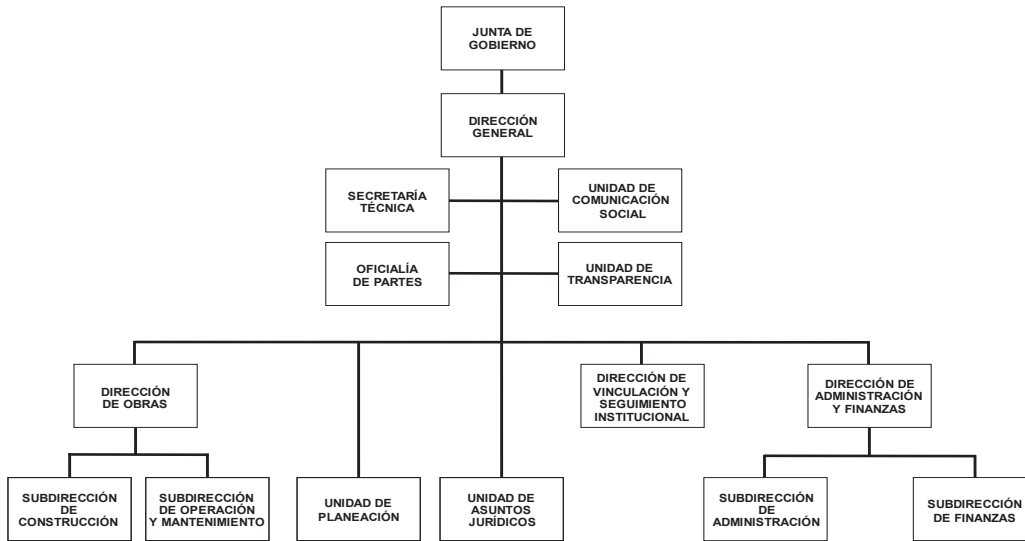 JUNTA DE
GOBIERNO
DIRECCIÓN
GENERAL
SECRETARÍA
TÉCNICA
UNIDAD DE
COMUNICACIÓN
SOCIAL
OFICIALÍA
DE PARTES
UNIDAD DE
TRANSPARENCIA
DIRECCIÓN
DE OBRAS
DIRECCIÓN DE
VINCULACIÓN Y
SEGUIMIENTO
INSTITUCIONAL
DIRECCIÓN DE
ADMINISTRACIÓN
Y FINANZAS
SUBDIRECCIÓN
DE
CONSTRUCCIÓN
SUBDIRECCIÓN
DE OPERACIÓN
Y MANTENIMIENTO
UNIDAD DE
PLANEACIÓN
UNIDAD DE
ASUNTOS
JURÍDICOS
SUBDIRECCIÓN
DE
ADMINISTRACIÓN
SUBDIRECCIÓN
DE FINANZAS